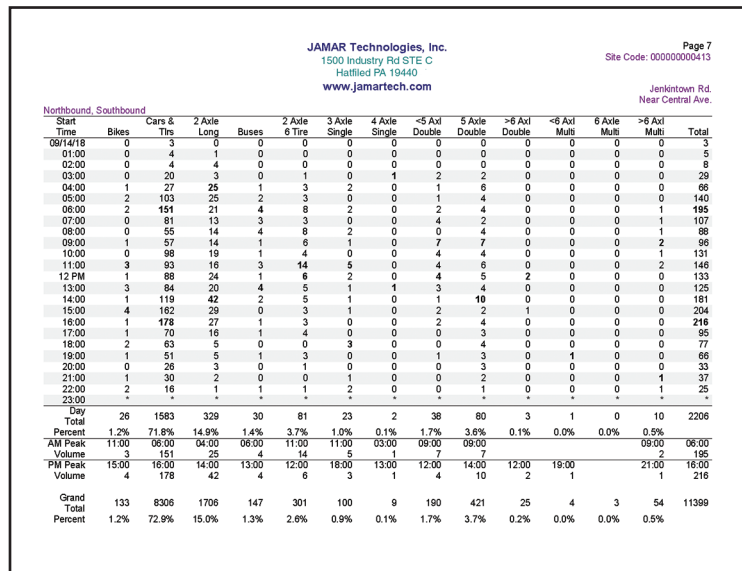 JAMAR Technologies, Inc.
1500 Industry Rd STE C
Hatfiled PA 19440
www.jamartech.com
Page 7
Site Code: 000000000413
Jenkintown Rd.
Near Central Ave.
Northbound, Southbound
Start Cars & 2 Axle 2 Axle 3 Axle 4 Axle <5 Axl 5 Axle >6 Axl <6 Axl 6 Axle >6 Axl
Time Bikes Tlrs Long Buses 6 Tire Single Single Double Double Double Multi Multi Multi Total
09/14/18 0 3 0 0 0 0 0 0 0 0 0 0 0 3
01:00 0 4 1 0 0 0 0 0 0 0 0 0 0 5
02:00 0 4 4 0 0 0 0 0 0 0 0 0 0 8
03:00 0 20 3 0 1 0 1 2 2 0 0 0 0 29
04:00 1 27 25 1 3 2 0 1 6 0 0 0 0 66
05:00 2 103 25 2 3 0 0 1 4 0 0 0 0 140
06:00 2 151 21 4 8 2 0 2 4 0 0 0 1 195
07:00 0 81 13 3 3 0 0 4 2 0 0 0 1 107
08:00 0 55 14 4 8 2 0 0 4 0 0 0 1 88
09:00 1 57 14 1 6 1 0 7 7 0 0 0 2 96
10:00 0 98 19 1 4 0 0 4 4 0 0 0 1 131
11:00 3 93 16 3 14 5 0 4 6 0 0 0 2 146
12 PM 1 88 24 1 6 2 0 4 5 2 0 0 0 133
13:00 3 84 20 4 5 1 1 3 4 0 0 0 0 125
14:00 1 119 42 2 5 1 0 1 10 0 0 0 0 181
15:00 4 162 29 0 3 1 0 2 2 1 0 0 0 204
16:00 1 178 27 1 3 0 0 2 4 0 0 0 0 216
17:00 1 70 16 1 4 0 0 0 3 0 0 0 0 95
18:00 2 63 5 0 0 3 0 0 4 0 0 0 0 77
19:00 1 51 5 1 3 0 0 1 3 0 1 0 0 66
20:00 0 26 3 0 1 0 0 0 3 0 0 0 0 33
21:00 1 30 2 0 0 1 0 0 2 0 0 0 1 37
22:00 2 16 1 1 1 2 0 0 1 0 0 0 1 25
23:00 * * * * * * * * * * * * * *
Day
Total 26 1583 329 30 81 23 2 38 80 3 1 0 10 2206
Percent 1.2% 71.8% 14.9% 1.4% 3.7% 1.0% 0.1% 1.7% 3.6% 0.1% 0.0% 0.0% 0.5%
AM Peak 11:00 06:00 04:00 06:00 11:00 11:00 03:00 09:00 09:00 09:00 06:00
Volume 3 151 25 4 14 5 1 7 7 2 195
PM Peak 15:00 16:00 14:00 13:00 12:00 18:00 13:00 12:00 14:00 12:00 19:00 21:00 16:00
Volume 4 178 42 4 6 3 1 4 10 2 1 1 216
Grand
Total 133 8306 1706 147 301 100 9 190 421 25 4 3 54 11399
Percent 1.2% 72.9% 15.0% 1.3% 2.6% 0.9% 0.1% 1.7% 3.7% 0.2% 0.0% 0.0% 0.5%